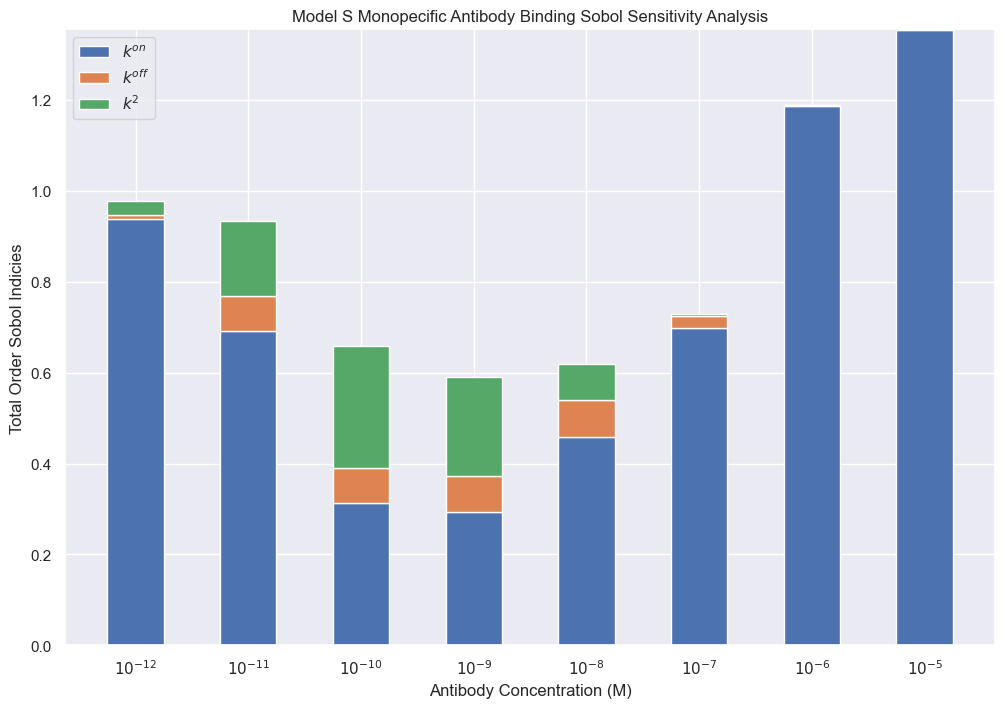 Model S Monopecific Antibody Binding Sobol Sensitivity Analysis
k^{on}
k^{off}
k^{2}
Total Order Sobol Indicies
1.2
1.0
0.8
0.6
0.4
0.2
0.0
10^{-12} 10^{-11} 10^{-10} 10^{-9} 10^{-8} 10^{-7} 10^{-6} 10^{-5}
Antibody Concentration (M)